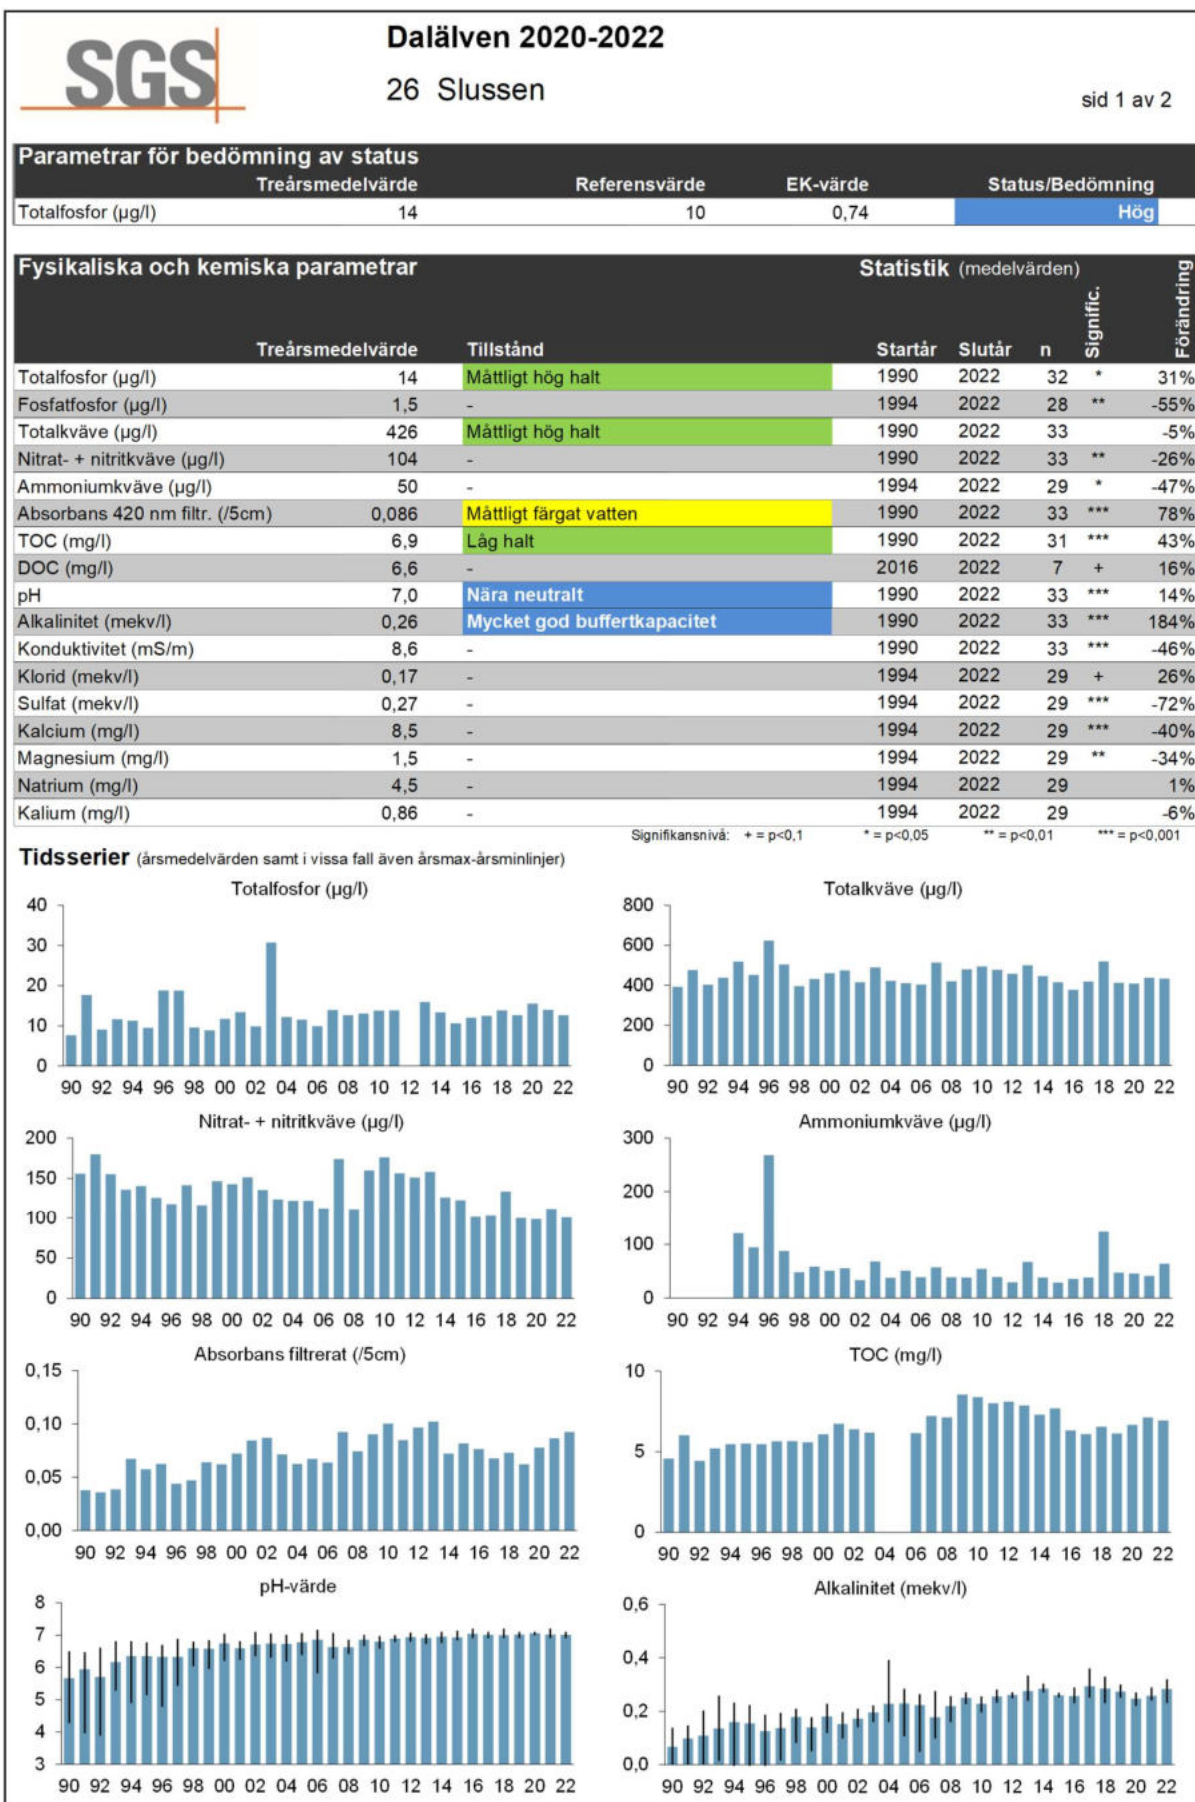 SGS
Dalälven 2020-2022
26 Slussen
sid 1 av 2
Parametrar för bedömning av status
Treårsmedelvärde Referensvärde EK-värde Status/Bedömning
Totalfosfor (µg/l) 14 10 0,74 Hög
Fysikaliska och kemiska parametrar Statistik (medelvärden)
Treårsmedelvärde Tillstånd Startår Slutår n Signific. Förändring
Totalfosfor (µg/l) 14 Måttligt hög halt 1990 2022 32 * 31%
Fosfatfosfor (µg/l) 1,5 - 1994 2022 28 ** -55%
Totalkväve (µg/l) 426 Måttligt hög halt 1990 2022 33 -5%
Nitrat- + nitritkväve (µg/l) 104 - 1990 2022 33 ** -26%
Ammoniumkväve (µg/l) 50 - 1994 2022 29 * -47%
Absorbans 420 nm filtr. (/5cm) 0,086 Måttligt färgat vatten 1990 2022 33 *** 78%
TOC (mg/l) 6,9 Låg halt 1990 2022 31 *** 43%
DOC (mg/l) 6,6 - 2016 2022 7 + 16%
pH 7,0 Nära neutralt 1990 2022 33 *** 14%
Alkalinitet (mekv/l) 0,26 Mycket god buffertkapacitet 1990 2022 33 *** 184%
Konduktivitet (mS/m) 8,6 - 1990 2022 33 *** -46%
Klorid (mekv/l) 0,17 - 1994 2022 29 + 26%
Sulfat (mekv/l) 0,27 - 1994 2022 29 *** -72%
Kalcium (mg/l) 8,5 - 1994 2022 29 *** -40%
Magnesium (mg/l) 1,5 - 1994 2022 29 ** -34%
Natrium (mg/l) 4,5 - 1994 2022 29 1%
Kalium (mg/l) 0,86 - 1994 2022 29 -6%
Signifikansnivå: + = p<0,1 * = p<0,05 ** = p<0,01 *** = p<0,001
Tidsserier (årsmedelvärden samt i vissa fall även årsmax-årsminlinjer)
Totalfosfor (µg/l)
40
30
20
10
0
90 92 94 96 98 00 02 04 06 08 10 12 14 16 18 20 22
Totalkväve (µg/l)
800
600
400
200
0
90 92 94 96 98 00 02 04 06 08 10 12 14 16 18 20 22
Nitrat- + nitritkväve (µg/l)
200
150
100
50
0
90 92 94 96 98 00 02 04 06 08 10 12 14 16 18 20 22
Ammoniumkväve (µg/l)
300
200
100
0
90 92 94 96 98 00 02 04 06 08 10 12 14 16 18 20 22
Absorbans filtrerat (/5cm)
0,15
0,10
0,05
0,00
90 92 94 96 98 00 02 04 06 08 10 12 14 16 18 20 22
TOC (mg/l)
10
5
0
90 92 94 96 98 00 02 04 06 08 10 12 14 16 18 20 22
pH-värde
8
7
6
5
4
3
90 92 94 96 98 00 02 04 06 08 10 12 14 16 18 20 22
Alkalinitet (mekv/l)
0,6
0,4
0,2
0,0
90 92 94 96 98 00 02 04 06 08 10 12 14 16 18 20 22